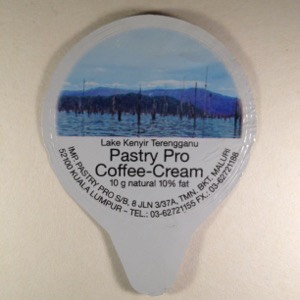 Lake Kenyir Terengganu
Pastry Pro
Coffee-Cream
10 g natural 10% fat
IMP. PASTRY PRO S/B, 8 JLN 3/37A, TMN. BKT. MALURI
52100 KUALA LUMPUR - TEL.: 03-62721155 FX.: 03-62721188